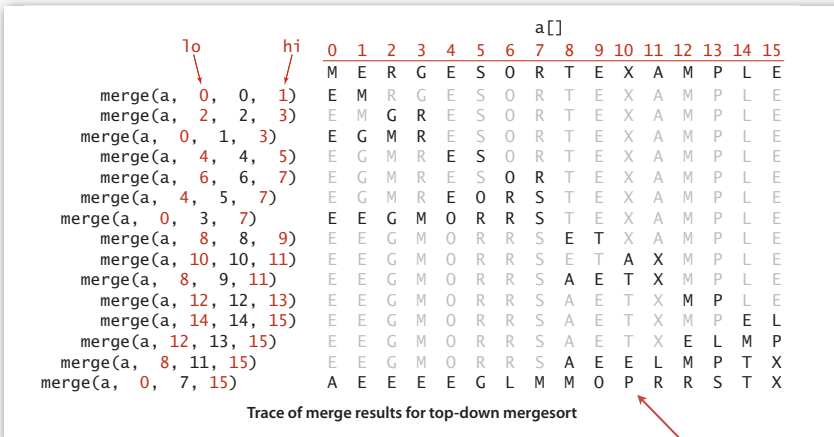 a[]
lo hi 0 1 2 3 4 5 6 7 8 9 10 11 12 13 14 15
M E R G E S O R T E X A M P L E
merge(a, 0, 0, 1) E M R G E S O R T E X A M P L E
merge(a, 2, 2, 3) E M G R E S O R T E X A M P L E
merge(a, 0, 1, 3) E G M R E S O R T E X A M P L E
merge(a, 4, 4, 5) E G M R E S O R T E X A M P L E
merge(a, 6, 6, 7) E G M R E S O R T E X A M P L E
merge(a, 4, 5, 7) E G M R E O R S T E X A M P L E
merge(a, 0, 3, 7) E E G M O R R S T E X A M P L E
merge(a, 8, 8, 9) E E G M O R R S E T X A M P L E
merge(a, 10, 10, 11) E E G M O R R S E T A X M P L E
merge(a, 8, 9, 11) E E G M O R R S A E T X M P L E
merge(a, 12, 12, 13) E E G M O R R S A E T X M P L E
merge(a, 14, 14, 15) E E G M O R R S A E T X M P E L
merge(a, 12, 13, 15) E E G M O R R S A E T X E L M P
merge(a, 8, 11, 15) E E G M O R R S A E E L M P T X
merge(a, 0, 7, 15) A E E E E G L M M O P R R S T X
Trace of merge results for top-down mergesort